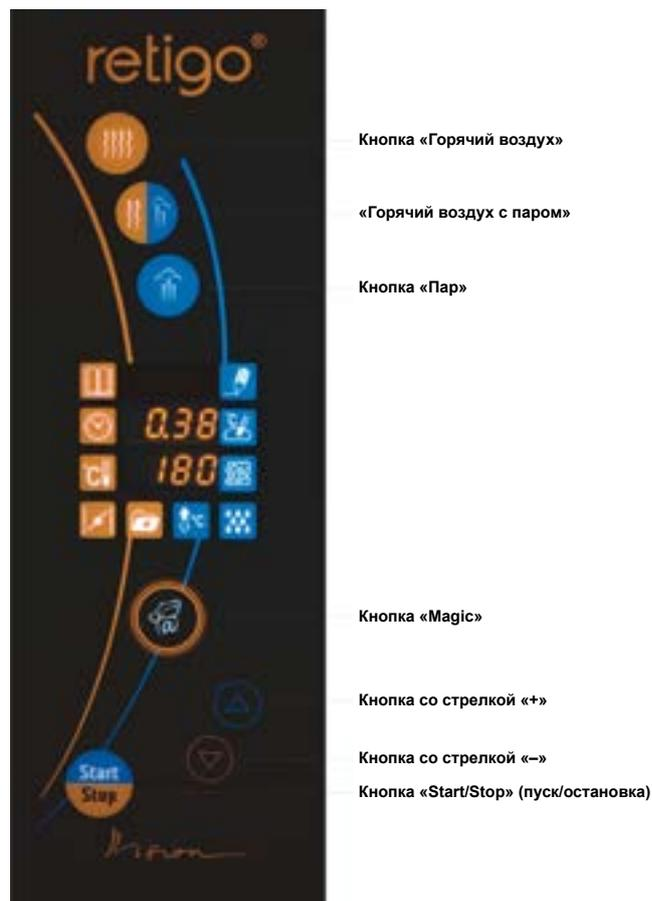 retigo®
Кнопка «Горячий воздух»
«Горячий воздух с паром»
Кнопка «Пар»
0.38
°C
180
°C
Кнопка «Magic»
Кнопка со стрелкой «+»
Кнопка со стрелкой «–»
Start
Stop
Кнопка «Start/Stop» (пуск/остановка)
Vision